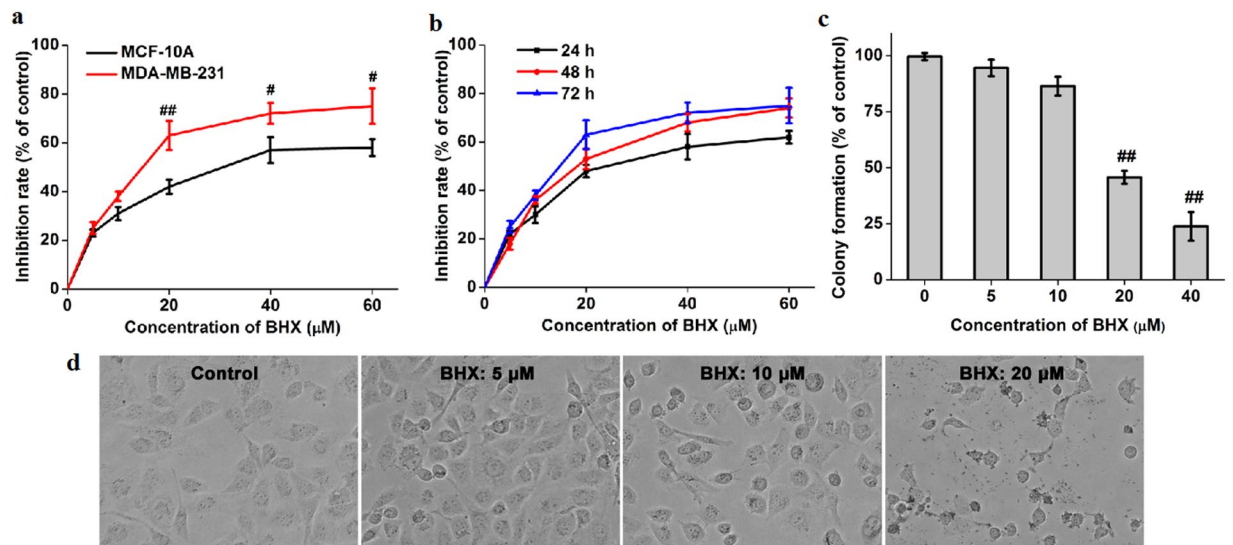 a
Inhibition rate (% of control)
100
80
60
40
20
0
MCF-10A
MDA-MB-231
##
#
#
0
20
40
60
Concentration of BHX (μM)
b
Inhibition rate (% of control)
100
80
60
40
20
0
24 h
48 h
72 h
0
20
40
60
Concentration of BHX (μM)
c
Colony formation (% of control)
100
75
50
25
0
##
##
0
5
10
20
40
Concentration of BHX (μM)
d
Control
BHX: 5 μM
BHX: 10 μM
BHX: 20 μM